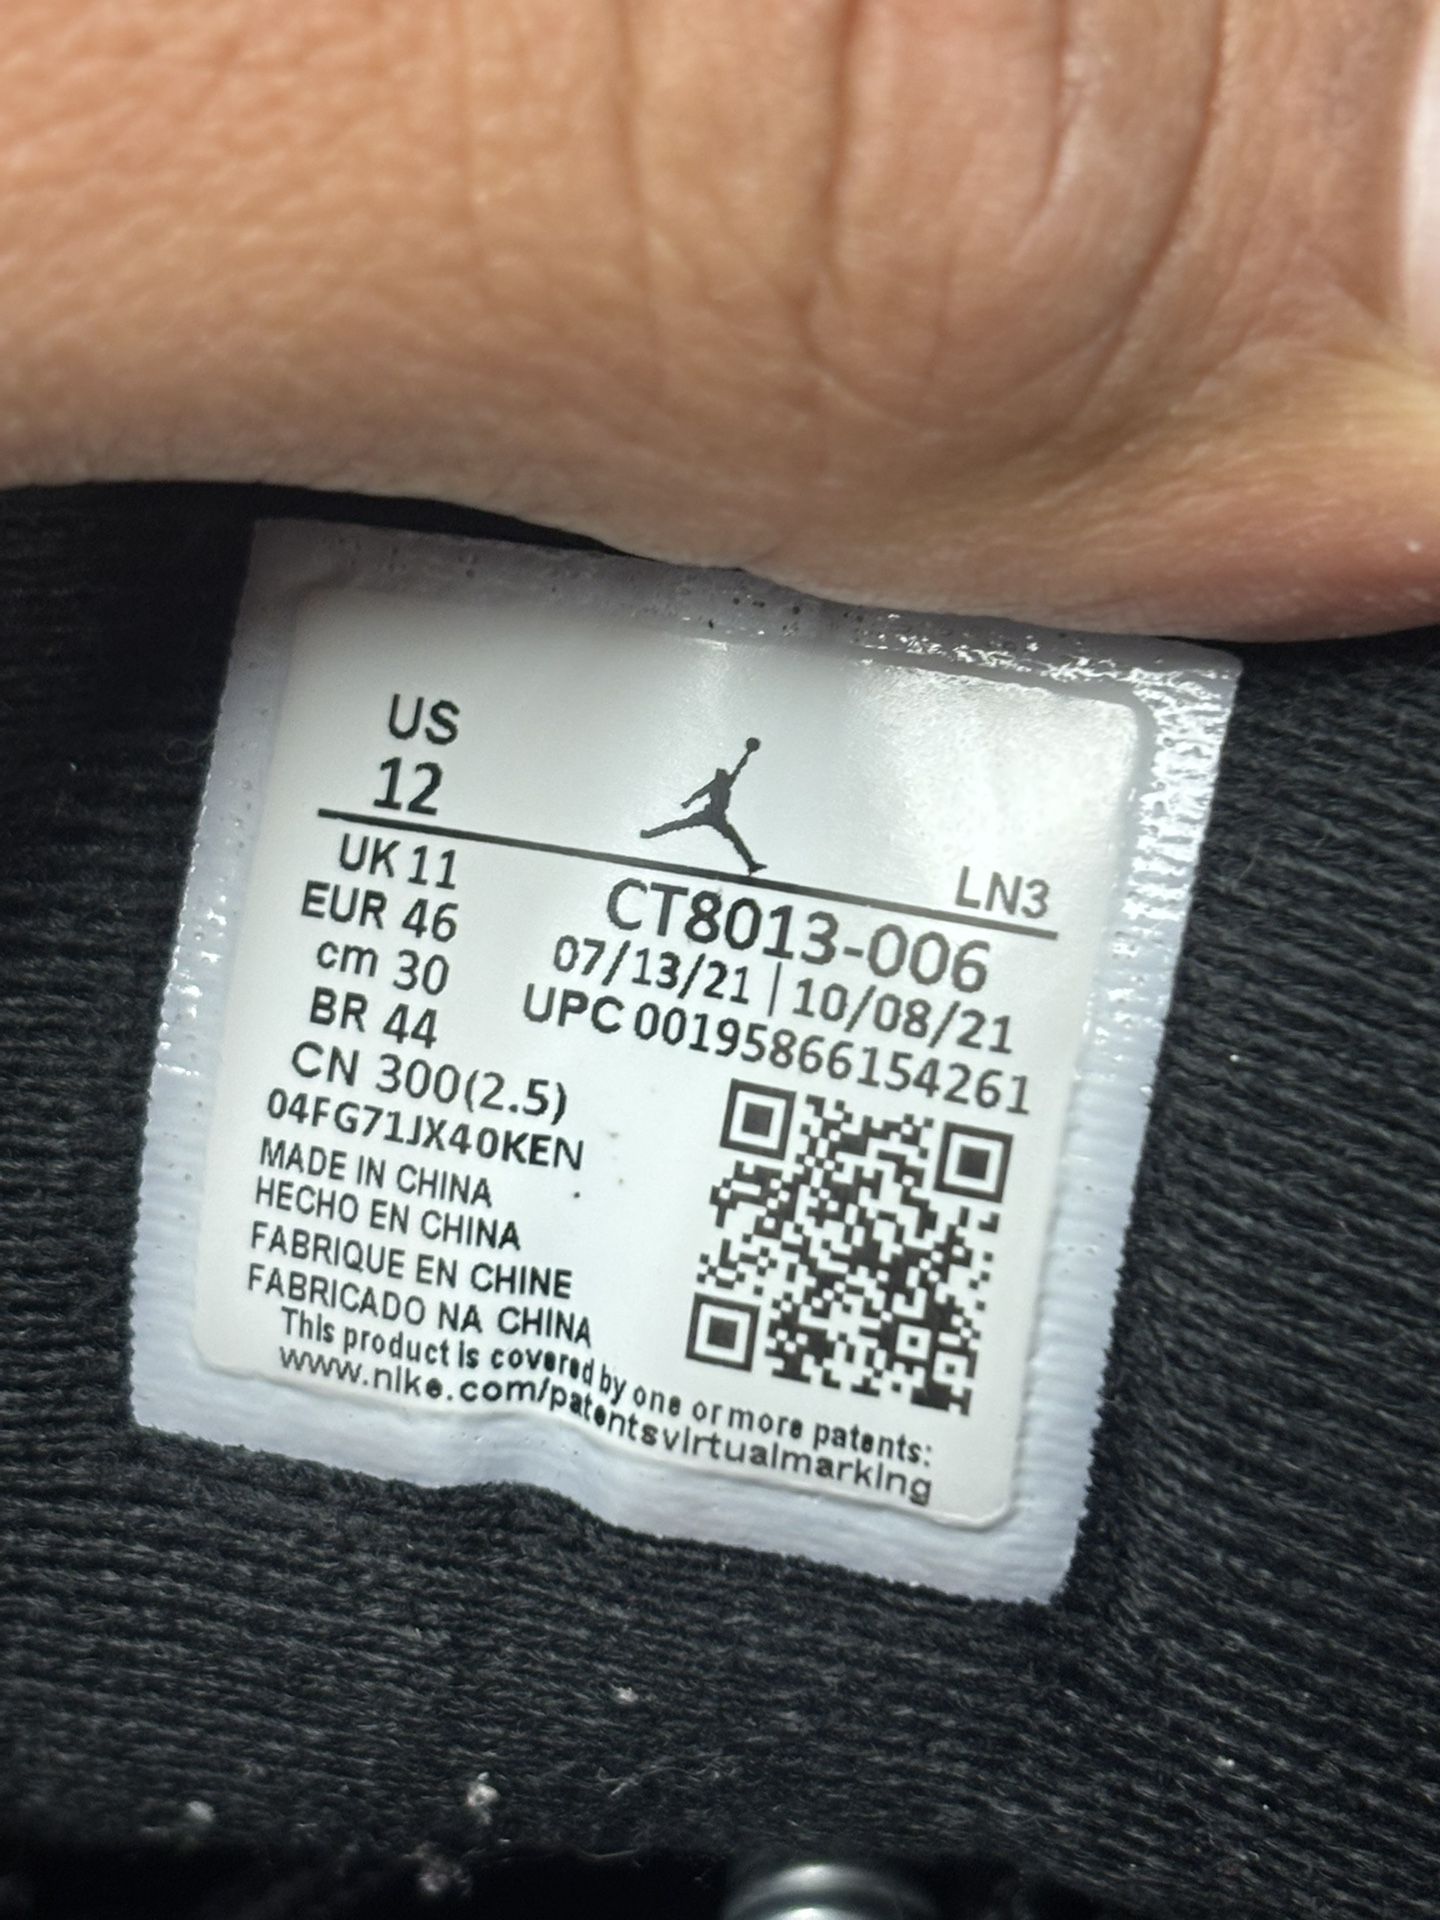 US
12
LN3
UK 11
CT8013-006
EUR 46
07/13/21 | 10/08/21
cm 30
UPC 00195866154261
BR 44
CN 300(2.5)
04FG71JX40KEN
MADE IN CHINA
HECHO EN CHINA
FABRIQUE EN CHINE
FABRICADO NA CHINA
This product is covered by one or more patents:
www.nike.com/patentsvirtualmarking